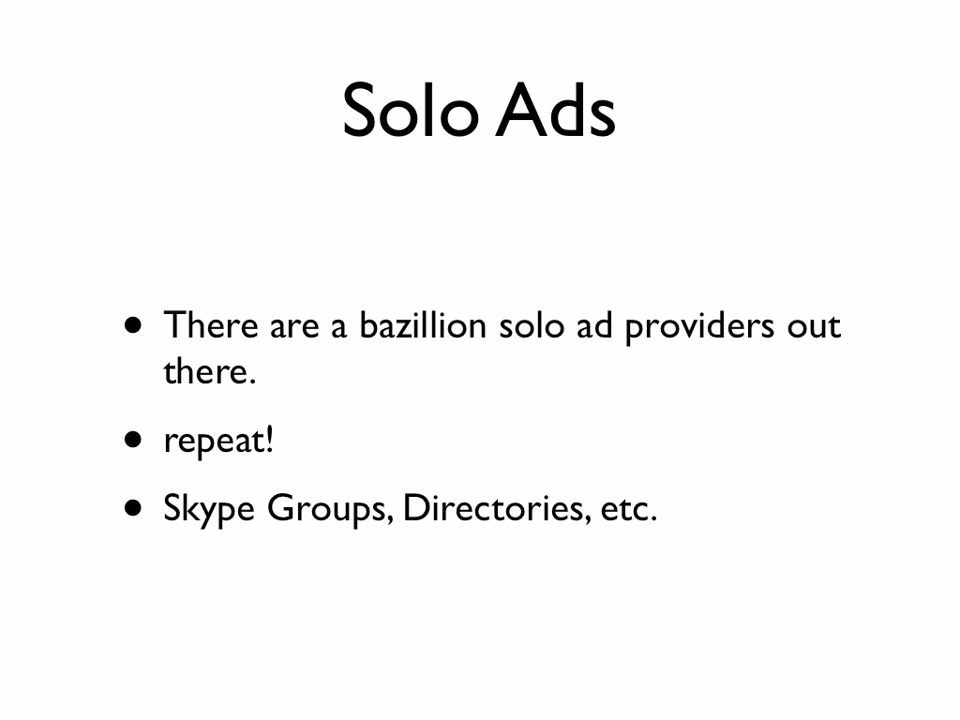 Solo Ads
• There are a bazillion solo ad providers out
there.
• repeat!
• Skype Groups, Directories, etc.